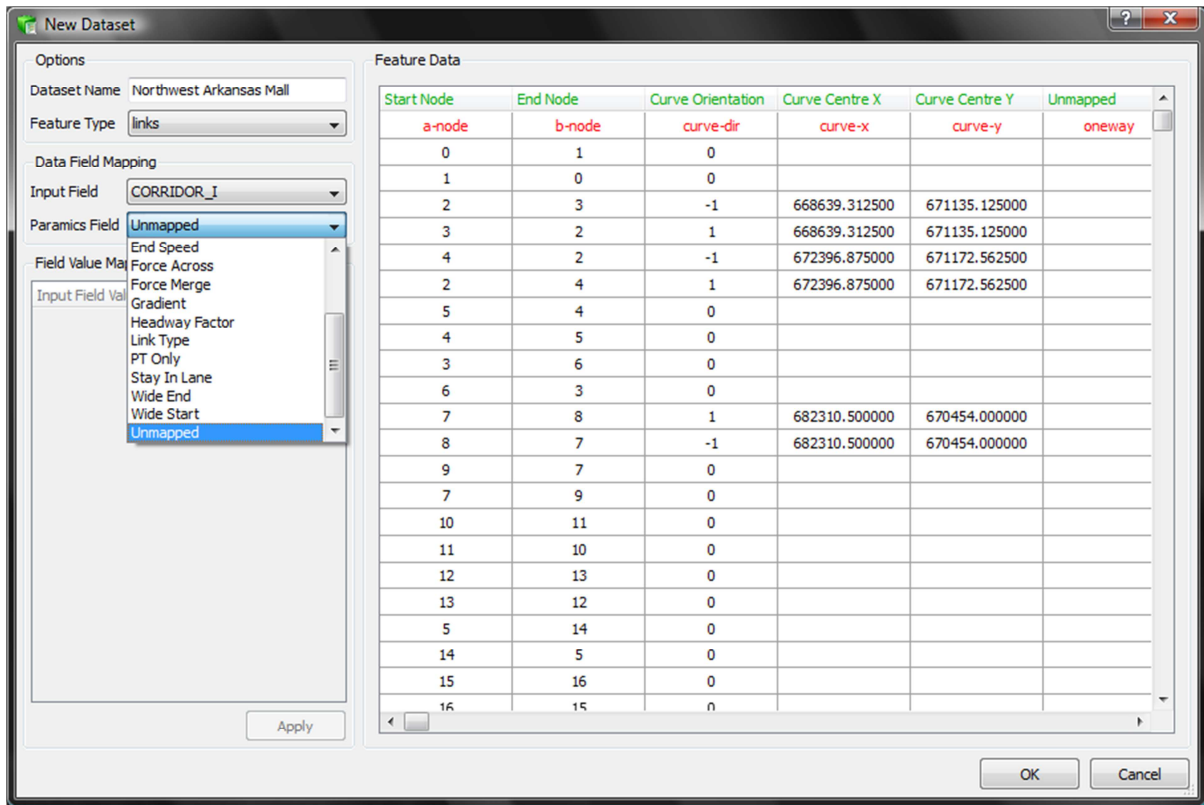 New Dataset
Options
Dataset Name Northwest Arkansas Mall
Feature Type links
Data Field Mapping
Input Field CORRIDOR_I
Paramics Field Unmapped
End Speed
Force Across
Force Merge
Gradient
Headway Factor
Link Type
PT Only
Stay In Lane
Wide End
Wide Start
Unmapped
Field Value
Input Field
Apply
Feature Data
Start Node End Node Curve Orientation Curve Centre X Curve Centre Y Unmapped
a-node b-node curve-dir curve-x curve-y oneway
0 1 0
1 0 0
2 3 -1 668639.312500 671135.125000
3 2 1 668639.312500 671135.125000
4 2 -1 672396.875000 671172.562500
2 4 1 672396.875000 671172.562500
5 4 0
4 5 0
3 6 0
6 3 0
7 8 1 682310.500000 670454.000000
8 7 -1 682310.500000 670454.000000
9 7 0
7 9 0
10 11 0
11 10 0
12 13 0
13 12 0
5 14 0
14 5 0
15 16 0
16 15 0
OK Cancel